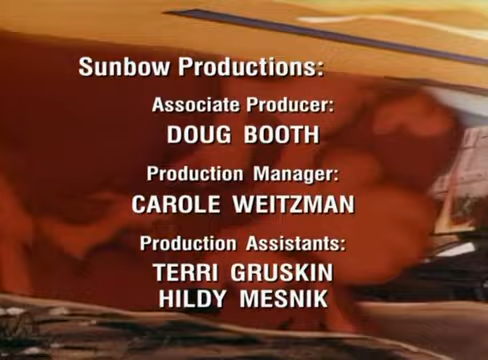 Sunbow Productions:
Associate Producer:
DOUG BOOTH
Production Manager:
CAROLE WEITZMAN
Production Assistants:
TERRI GRUSKIN
HILDY MESNIK